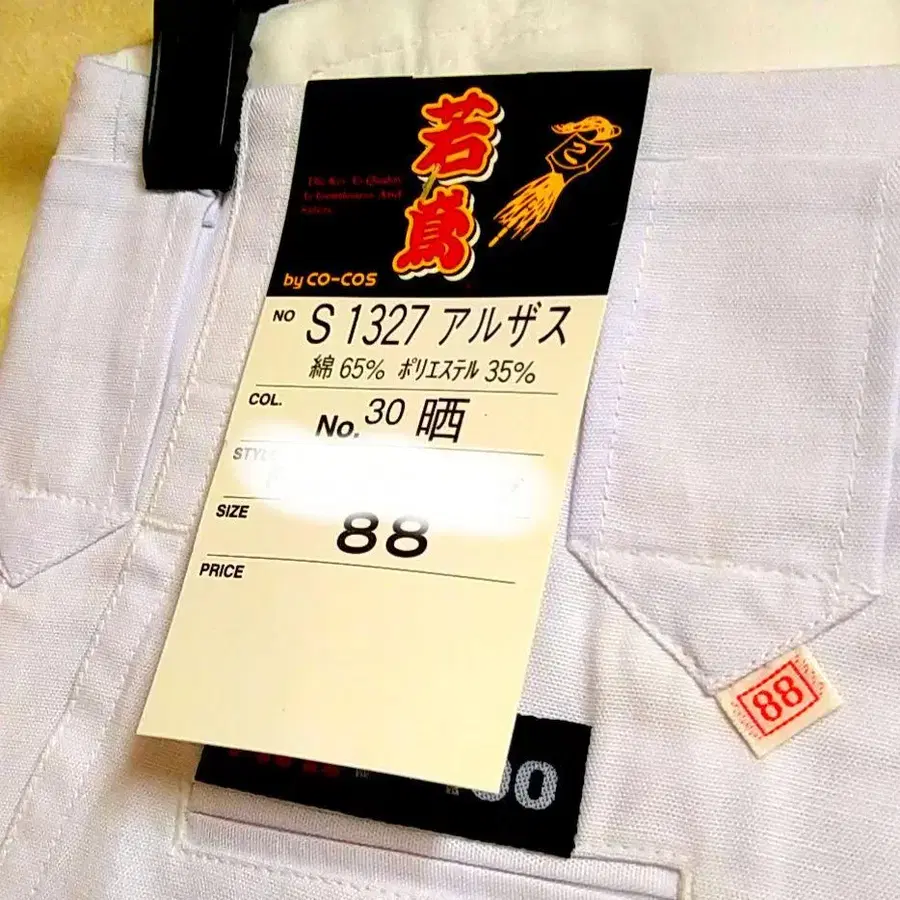 若鳶
by CO-COS
NO S 1327 アルザス
綿 65% ポリエステル 35%
COL. No. 30 晒
STYLE
SIZE 88
PRICE
88